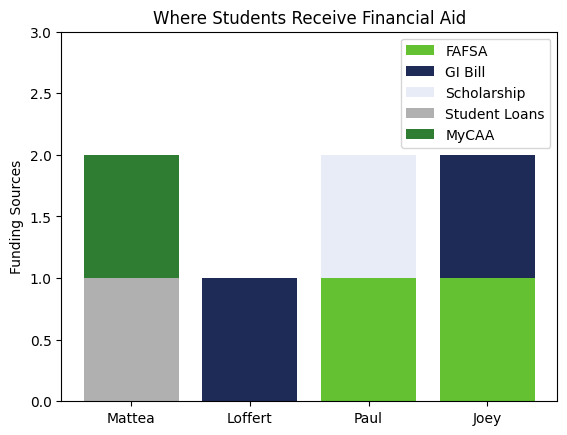 Where Students Receive Financial Aid
3.0
2.5
2.0
1.5
1.0
0.5
0.0
Funding Sources
FAFSA
GI Bill
Scholarship
Student Loans
MyCAA
Mattea Loffert Paul Joey